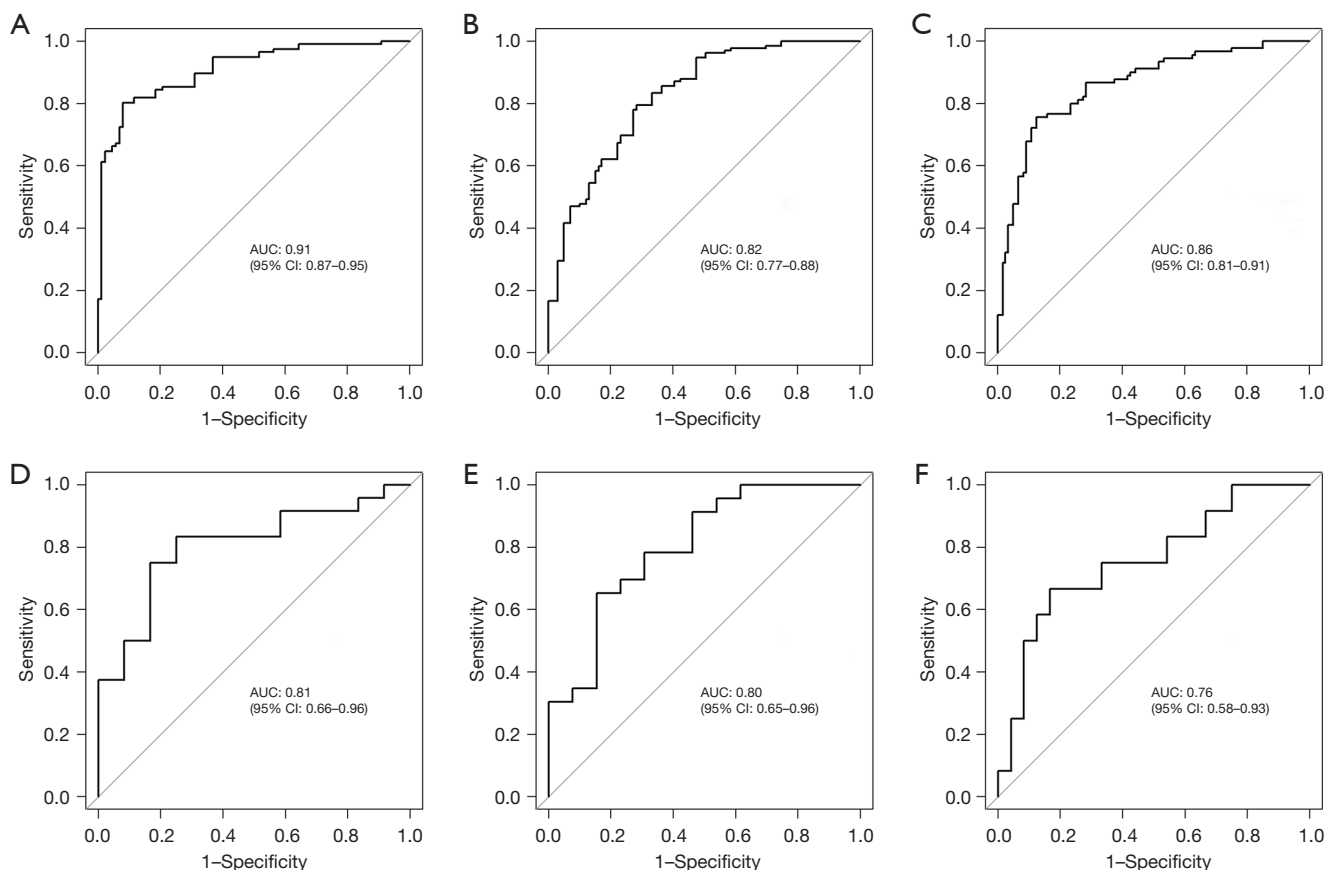 A
1.0
0.8
0.6
0.4
0.2
0.0
Sensitivity
AUC: 0.91
(95% CI: 0.87–0.95)
0.0 0.2 0.4 0.6 0.8 1.0
1–Specificity
B
1.0
0.8
0.6
0.4
0.2
0.0
Sensitivity
AUC: 0.82
(95% CI: 0.77–0.88)
0.0 0.2 0.4 0.6 0.8 1.0
1–Specificity
C
1.0
0.8
0.6
0.4
0.2
0.0
Sensitivity
AUC: 0.86
(95% CI: 0.81–0.91)
0.0 0.2 0.4 0.6 0.8 1.0
1–Specificity
D
1.0
0.8
0.6
0.4
0.2
0.0
Sensitivity
AUC: 0.81
(95% CI: 0.66–0.96)
0.0 0.2 0.4 0.6 0.8 1.0
1–Specificity
E
1.0
0.8
0.6
0.4
0.2
0.0
Sensitivity
AUC: 0.80
(95% CI: 0.65–0.96)
0.0 0.2 0.4 0.6 0.8 1.0
1–Specificity
F
1.0
0.8
0.6
0.4
0.2
0.0
Sensitivity
AUC: 0.76
(95% CI: 0.58–0.93)
0.0 0.2 0.4 0.6 0.8 1.0
1–Specificity